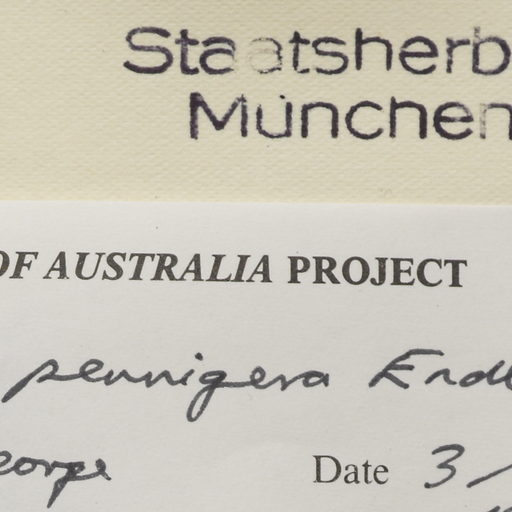 Staatsherb
München
OF AUSTRALIA PROJECT
pennigera Endl
eorge Date 3/